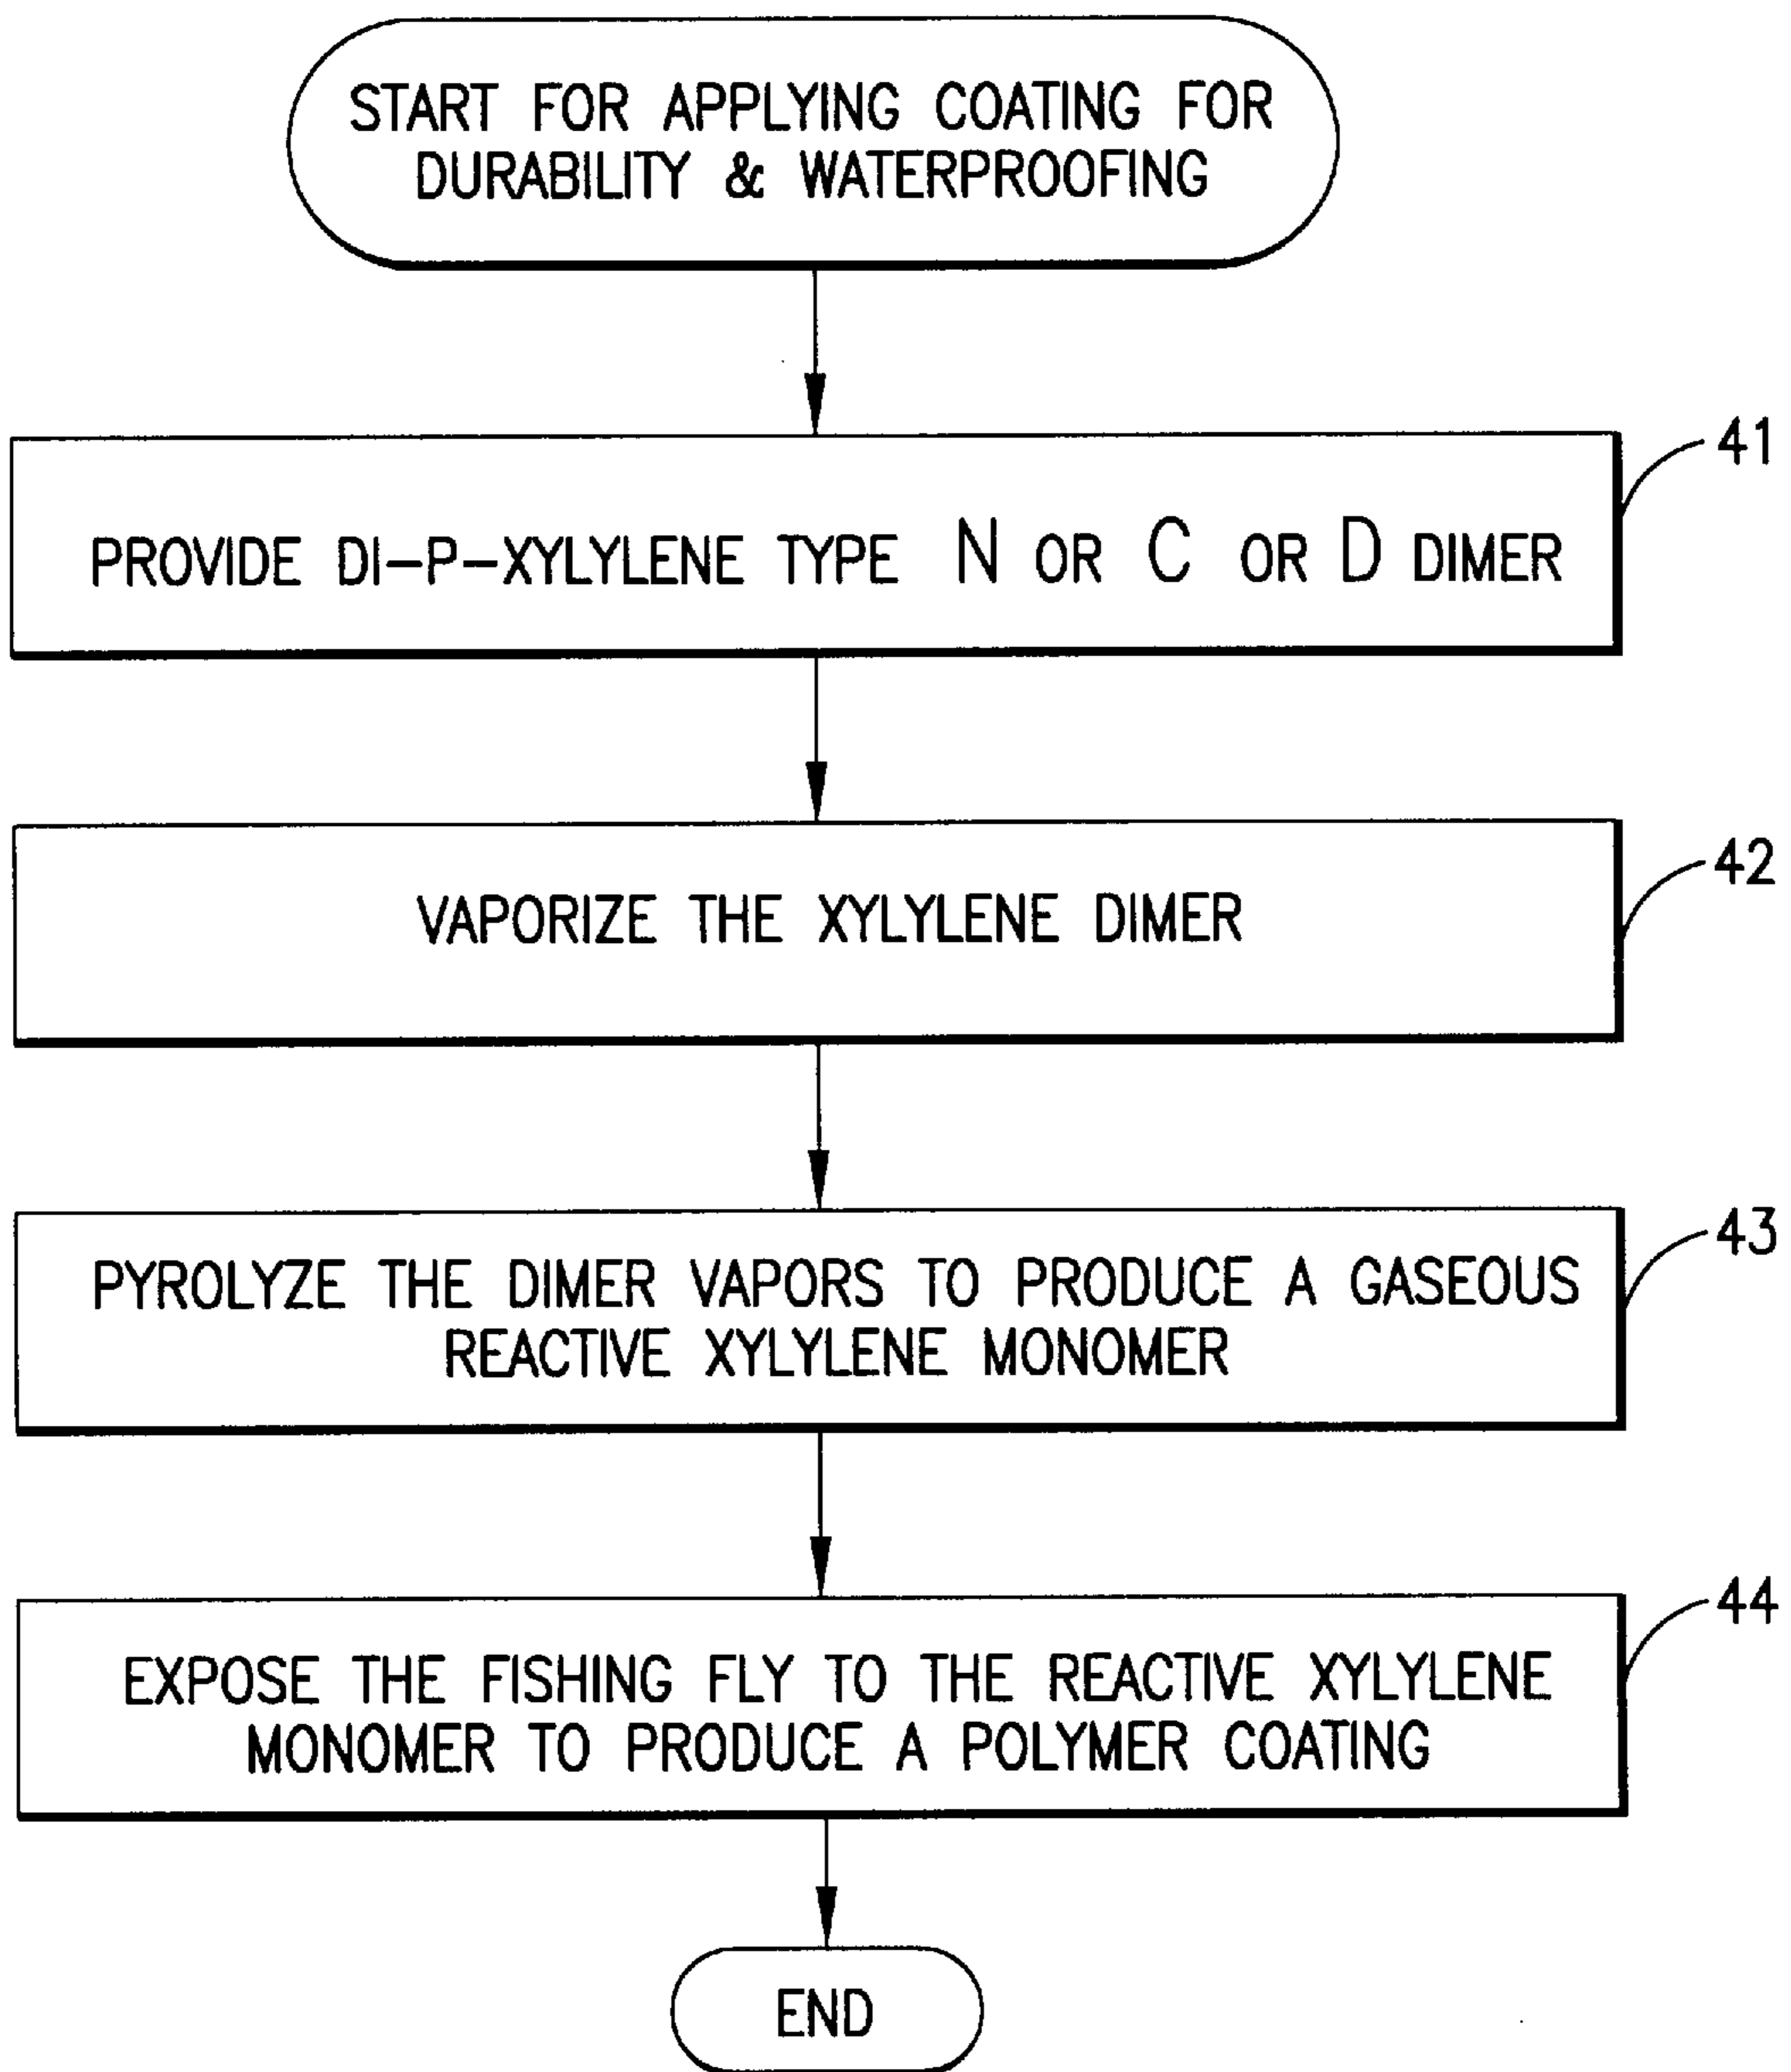 START FOR APPLYING COATING FOR
DURABILITY & WATERPROOFING
41
PROVIDE DI-P-XYLYLENE TYPE N OR C OR D DIMER
42
VAPORIZE THE XYLYLENE DIMER
43
PYROLYZE THE DIMER VAPORS TO PRODUCE A GASEOUS
REACTIVE XYLYLENE MONOMER
44
EXPOSE THE FISHING FLY TO THE REACTIVE XYLYLENE
MONOMER TO PRODUCE A POLYMER COATING
END